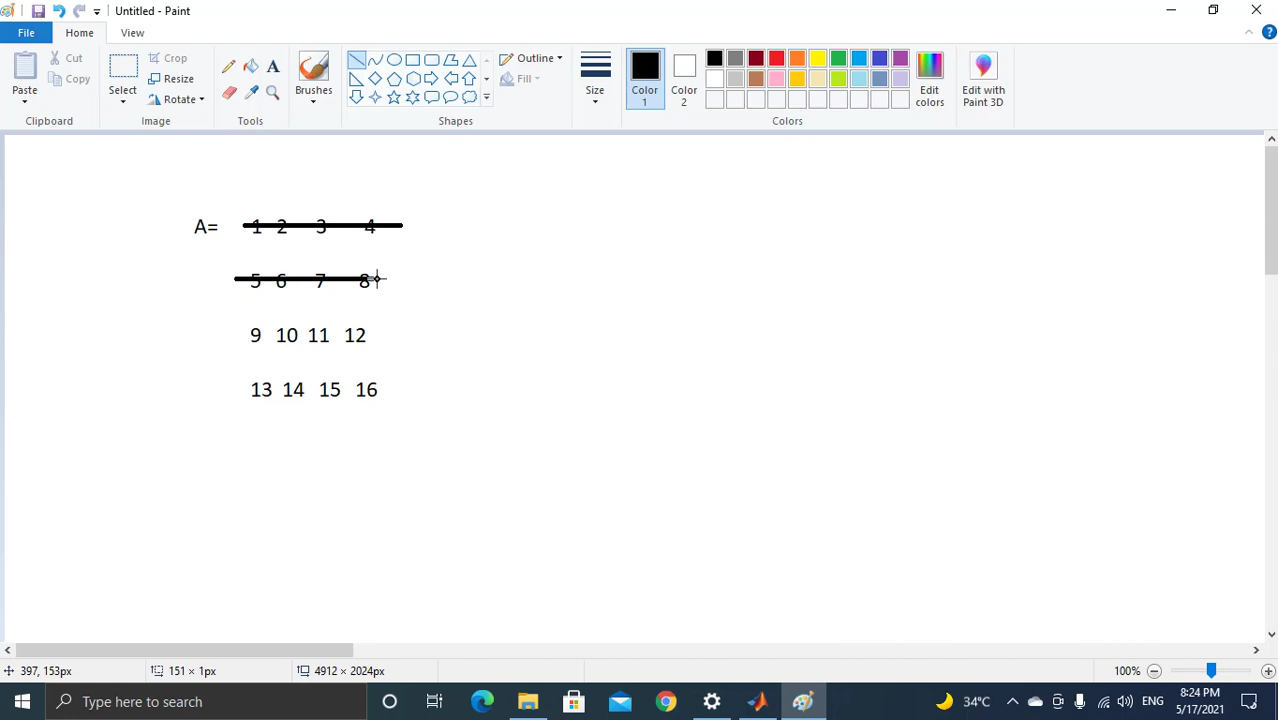 Untitled - Paint
File Home View
Paste
Cut
Copy
Clipboard
Select
Crop
Resize
Rotate
Image
A
Tools
Brushes
Shapes
Outline
Fill
Size
Color 1
Color 2
Colors
Edit colors
Edit with Paint 3D
A= 1 2 3 4
5 6 7 8
9 10 11 12
13 14 15 16
397, 153px
151 × 1px
4912 × 2024px
100%
Type here to search
34°C
ENG
8:24 PM
5/17/2021